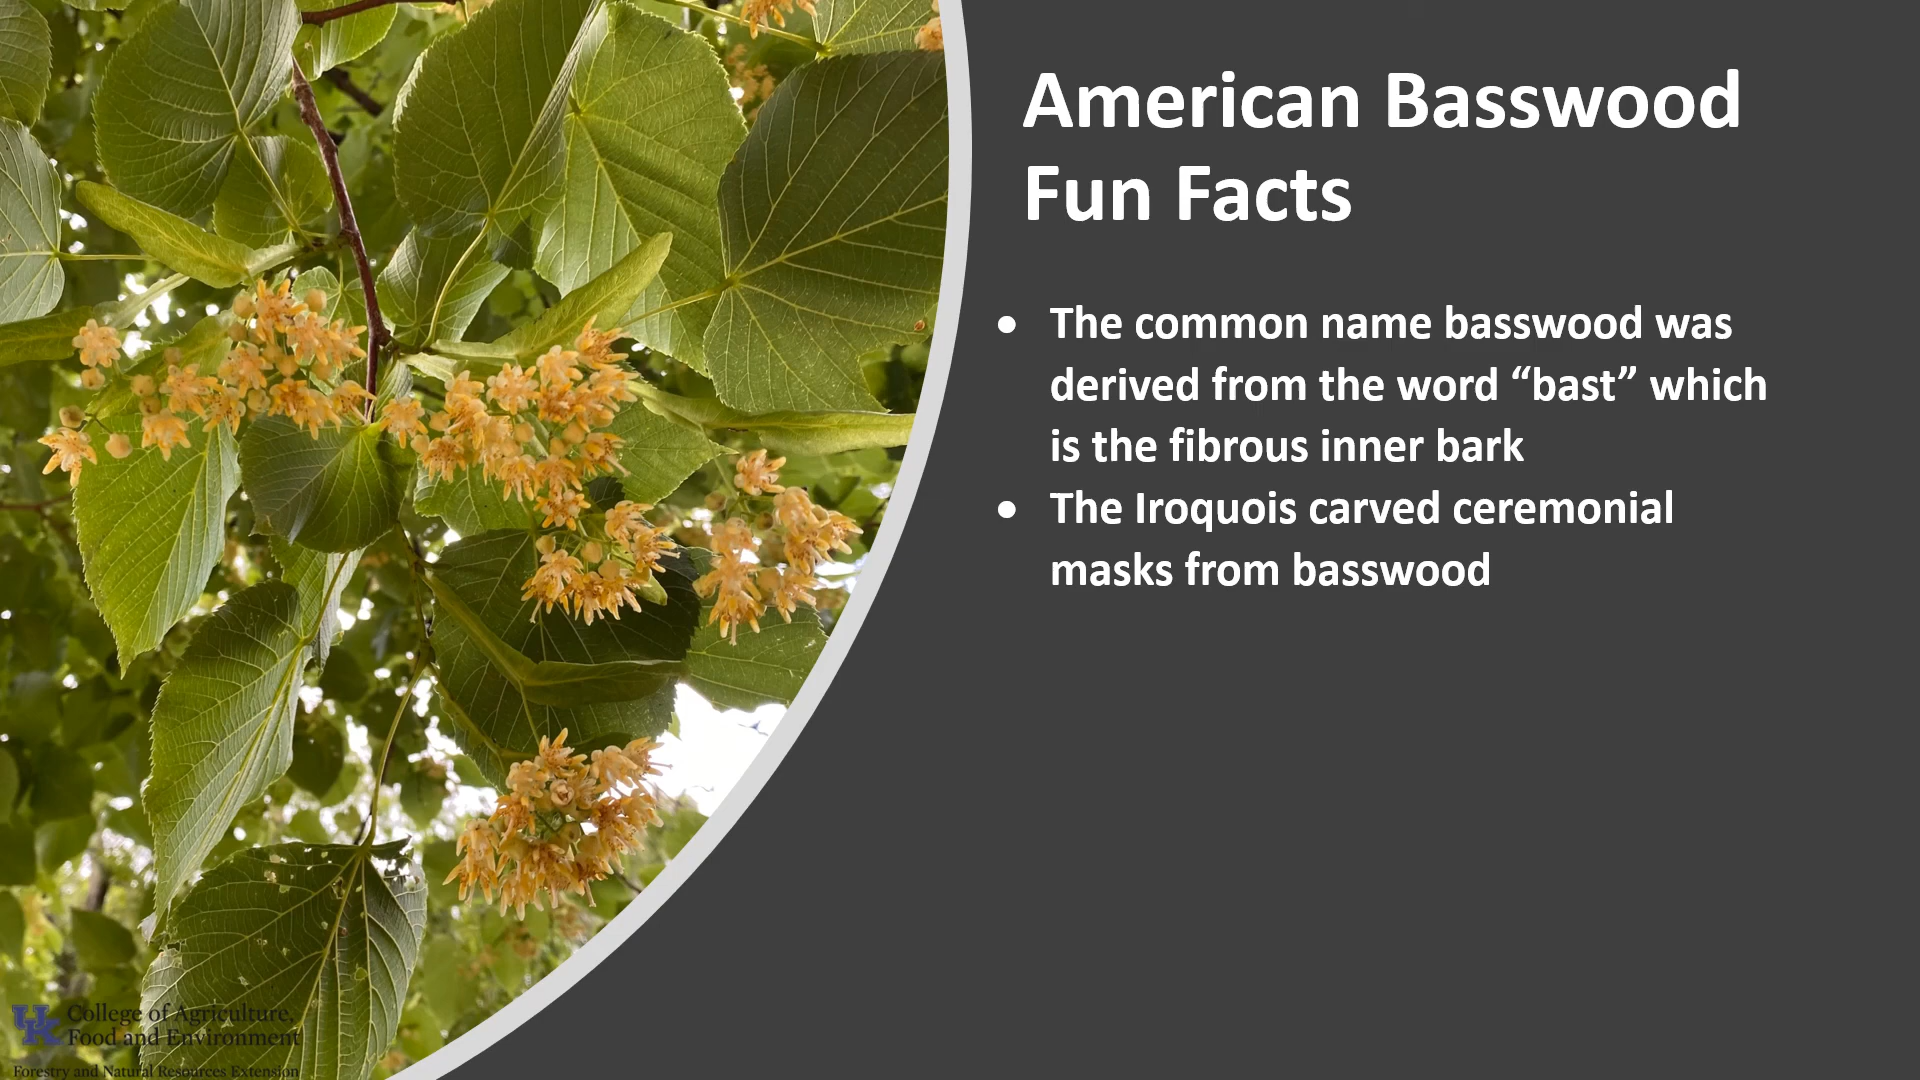 American Basswood
Fun Facts
• The common name basswood was
derived from the word “bast” which
is the fibrous inner bark
• The Iroquois carved ceremonial
masks from basswood
UK College of Agriculture,
Food and Environment
Forestry and Natural Resources Extension